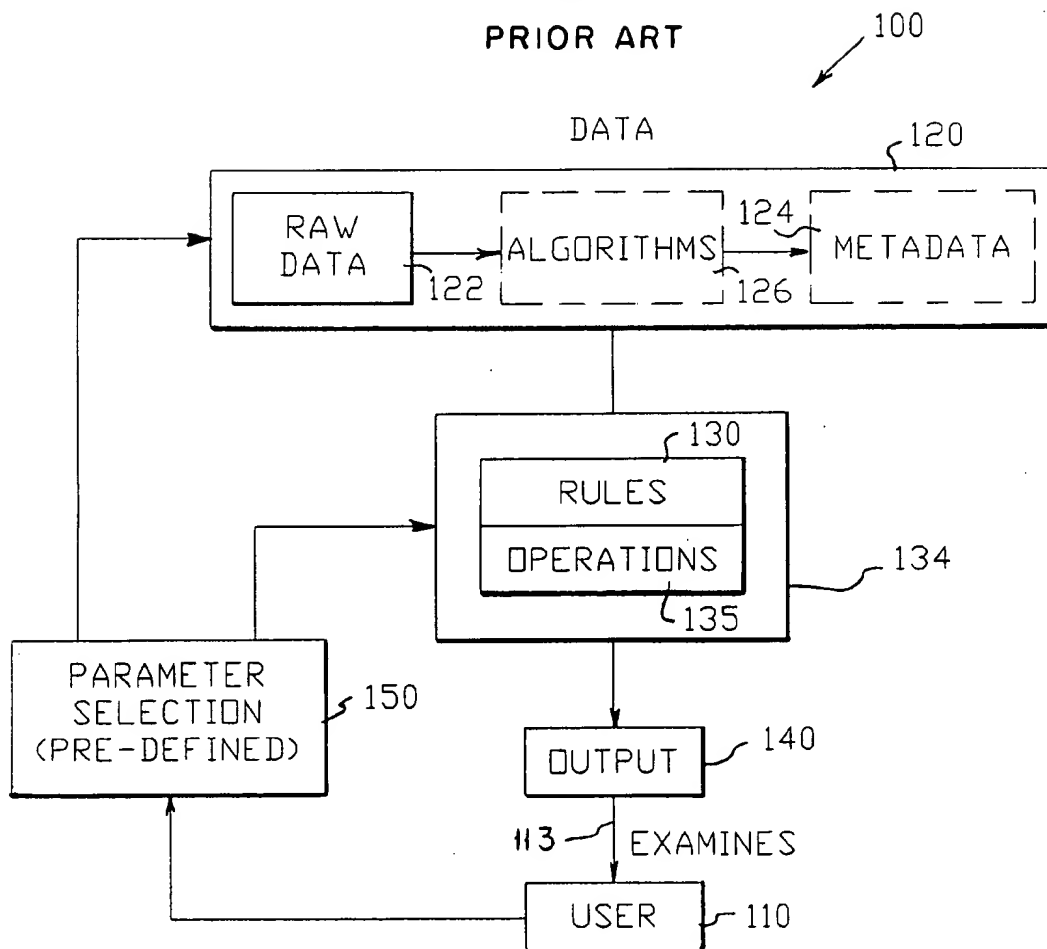 PRIOR ART
100
DATA
120
RAW
DATA
122
ALGORITHMS
126
124
METADATA
130
RULES
OPERATIONS
135
134
PARAMETER
SELECTION
(PRE-DEFINED)
150
OUTPUT
140
113
EXAMINES
USER
110